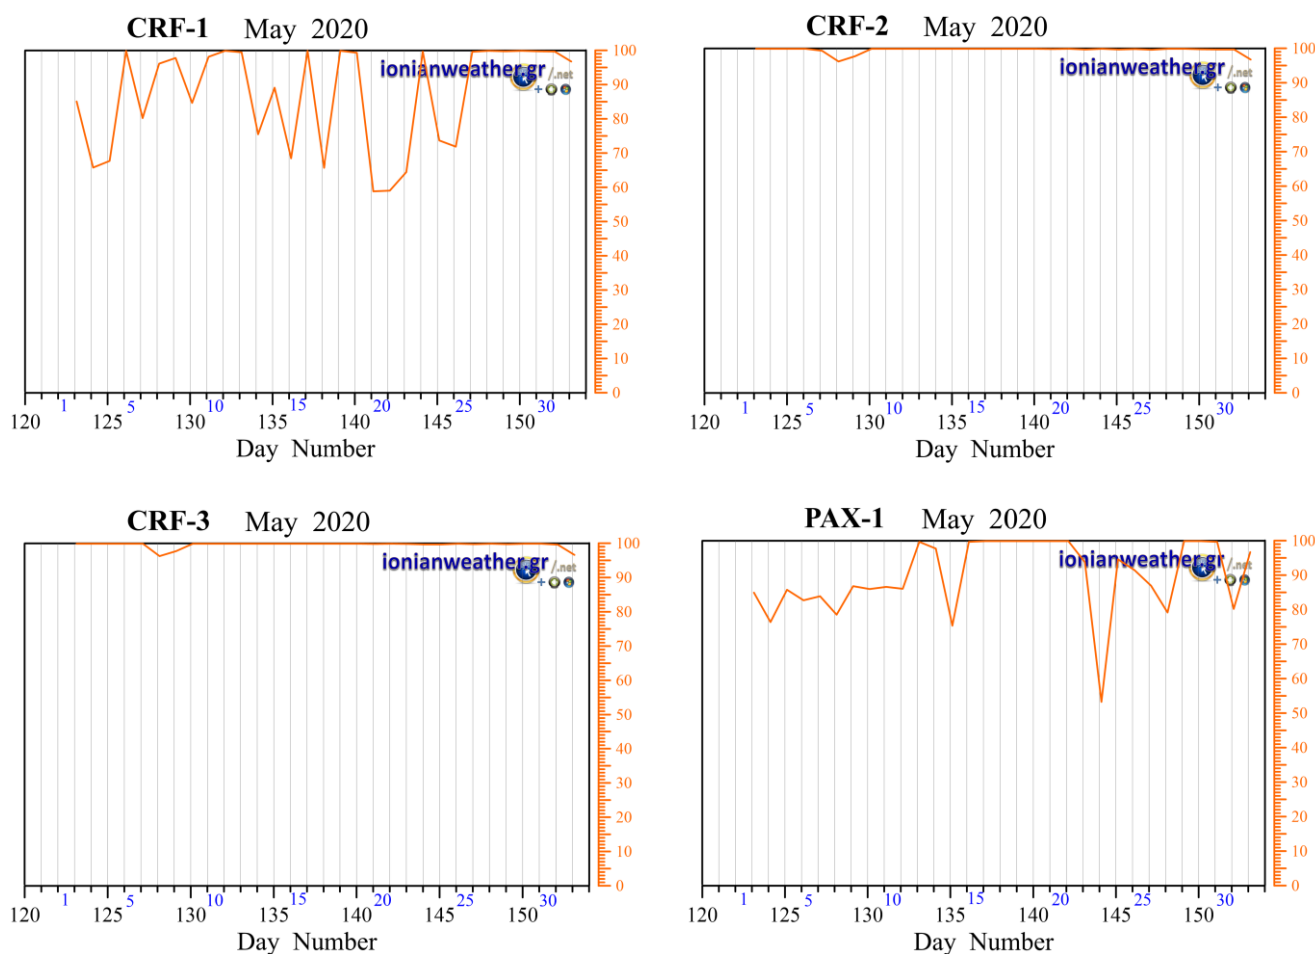 CRF-1 May 2020
ionianweather.gr /.net
100
90
80
70
60
50
40
30
20
10
0
1 5 10 15 20 25 30
120 125 130 135 140 145 150
Day Number
CRF-2 May 2020
ionianweather.gr /.net
100
90
80
70
60
50
40
30
20
10
0
1 5 10 15 20 25 30
120 125 130 135 140 145 150
Day Number
CRF-3 May 2020
ionianweather.gr /.net
100
90
80
70
60
50
40
30
20
10
0
1 5 10 15 20 25 30
120 125 130 135 140 145 150
Day Number
PAX-1 May 2020
ionianweather.gr /.net
100
90
80
70
60
50
40
30
20
10
0
1 5 10 15 20 25 30
120 125 130 135 140 145 150
Day Number